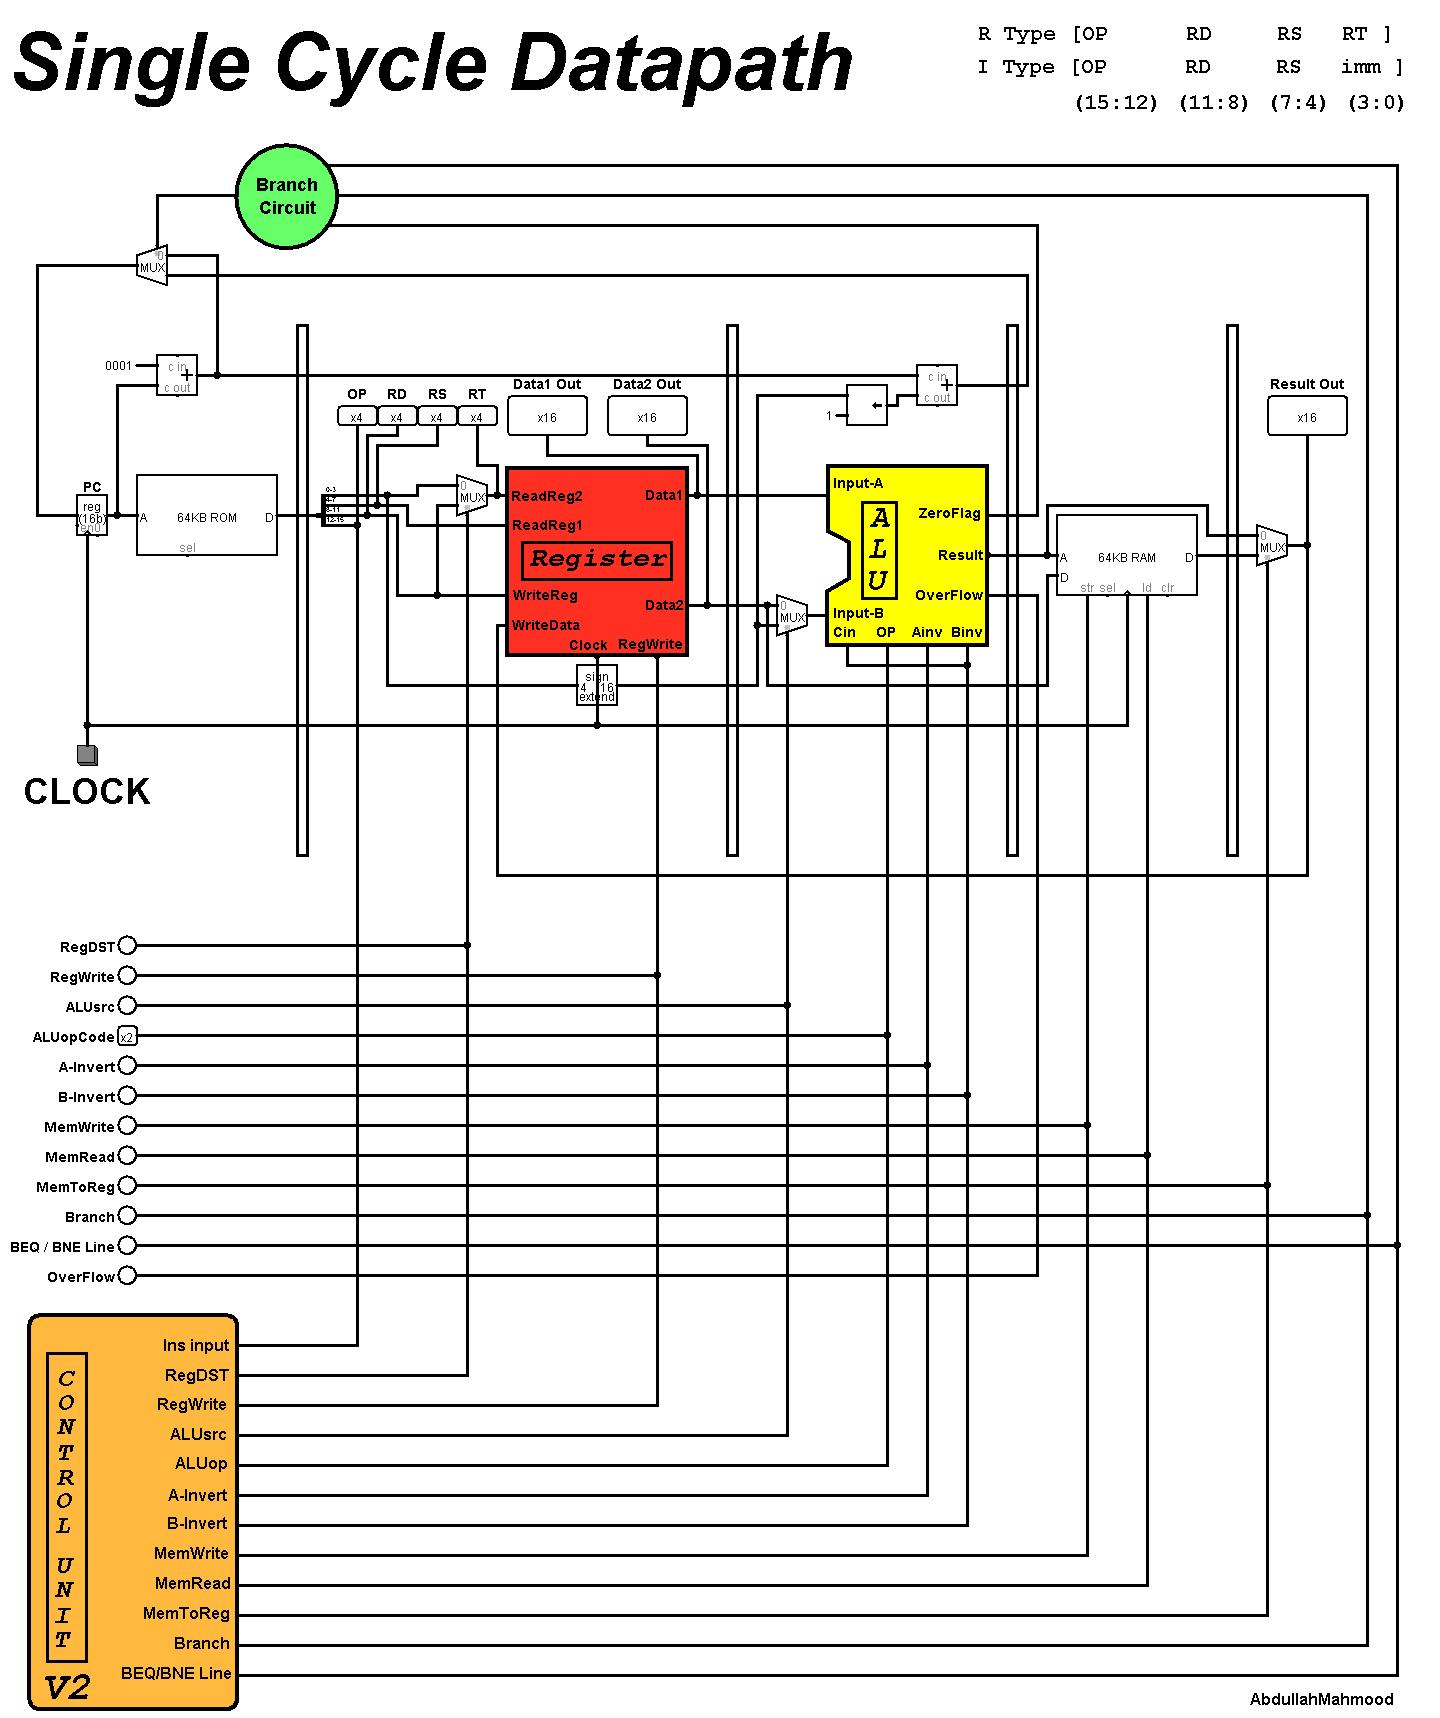 Single Cycle Datapath
R Type [OP RD RS RT ]
I Type [OP RD RS imm ]
(15:12) (11:8) (7:4) (3:0)
Branch
Circuit
0
MUX
0001
c in
+
c out
c in
+
c out
1
OP RD RS RT Data1 Out Data2 Out Result Out
x4 x4 x4 x4 x16 x16 x16
PC
reg
(16b)
en0
A 64KB ROM D
sel
0-3
4-7
8-11
12-15
0
MUX
ReadReg2 Data1
ReadReg1
Register
WriteReg
Data2
WriteData
Clock RegWrite
sign
4 16
extend
0
MUX
Input-A
ZeroFlag
A
L
U
Result
OverFlow
Input-B
Cin OP Ainv Binv
A 64KB RAM D
D
str sel ld clr
0
MUX
CLOCK
RegDST
RegWrite
ALUsrc
ALUopCode x2
A-Invert
B-Invert
MemWrite
MemRead
MemToReg
Branch
BEQ / BNE Line
OverFlow
CONTROL UNIT
V2
Ins input
RegDST
RegWrite
ALUsrc
ALUop
A-Invert
B-Invert
MemWrite
MemRead
MemToReg
Branch
BEQ/BNE Line
AbdullahMahmood